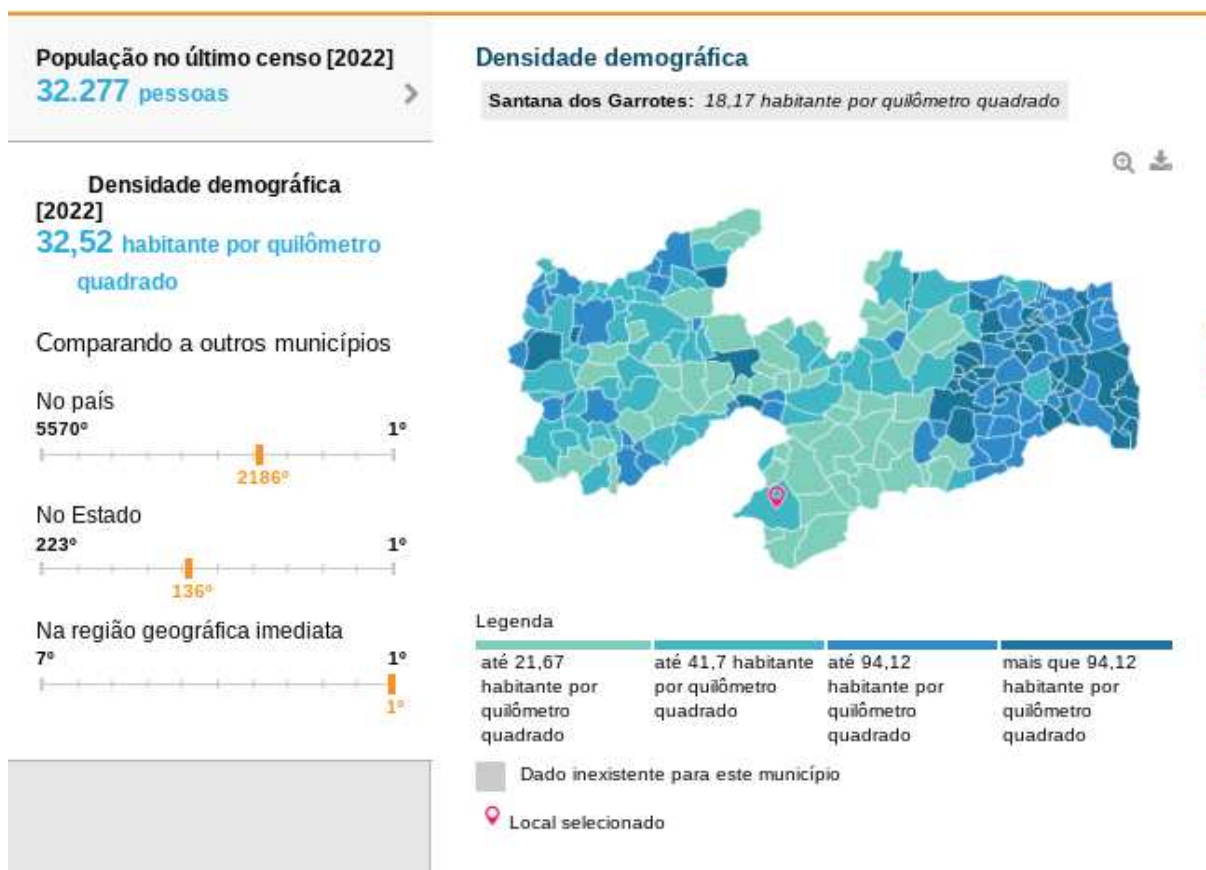 População no último censo [2022]
32.277 pessoas
Densidade demográfica
[2022]
32,52 habitante por quilômetro
quadrado
Comparando a outros municípios
No país
5570º 1º
2186º
No Estado
223º 1º
136º
Na região geográfica imediata
7º 1º
1º
Densidade demográfica
Santana dos Garrotes: 18,17 habitante por quilômetro quadrado
Legenda
até 21,67
habitante por
quilômetro
quadrado
até 41,7 habitante
por quilômetro
quadrado
até 94,12
habitante por
quilômetro
quadrado
mais que 94,12
habitante por
quilômetro
quadrado
Dado inexistente para este município
Local selecionado